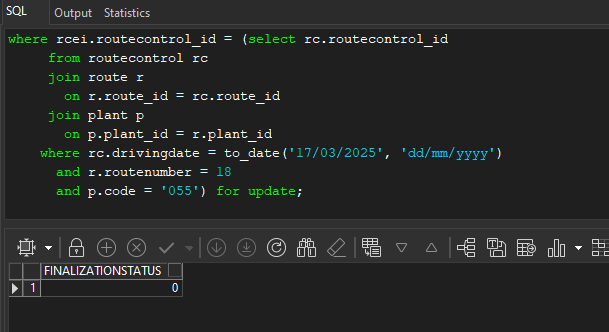 SQL Output Statistics
where rcei.routecontrol_id = (select rc.routecontrol_id
from routecontrol rc
join route r
on r.route_id = rc.route_id
join plant p
on p.plant_id = r.plant_id
where rc.drivingdate = to_date('17/03/2025', 'dd/mm/yyyy')
and r.routenumber = 18
and p.code = '055') for update;
FINALIZATIONSTATUS
1 0